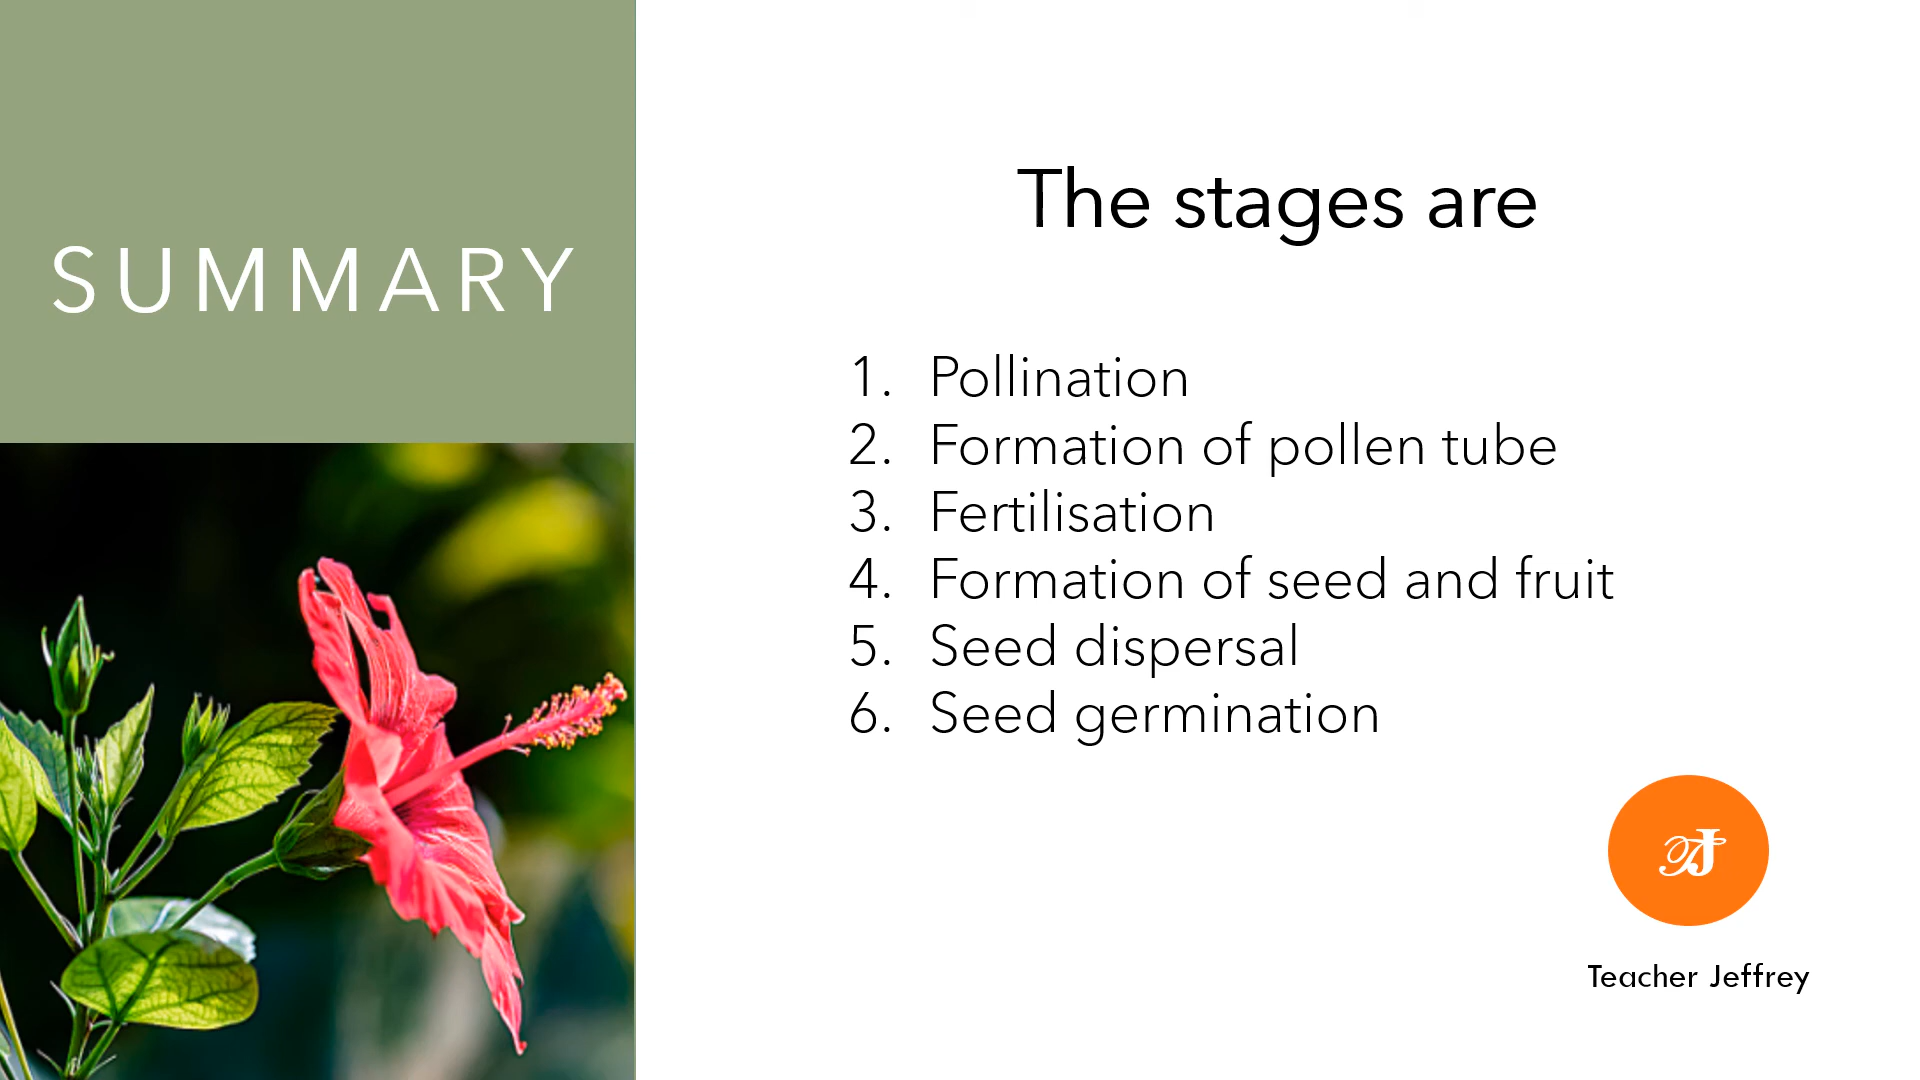 SUMMARY
The stages are
1. Pollination
2. Formation of pollen tube
3. Fertilisation
4. Formation of seed and fruit
5. Seed dispersal
6. Seed germination
TJ
Teacher Jeffrey